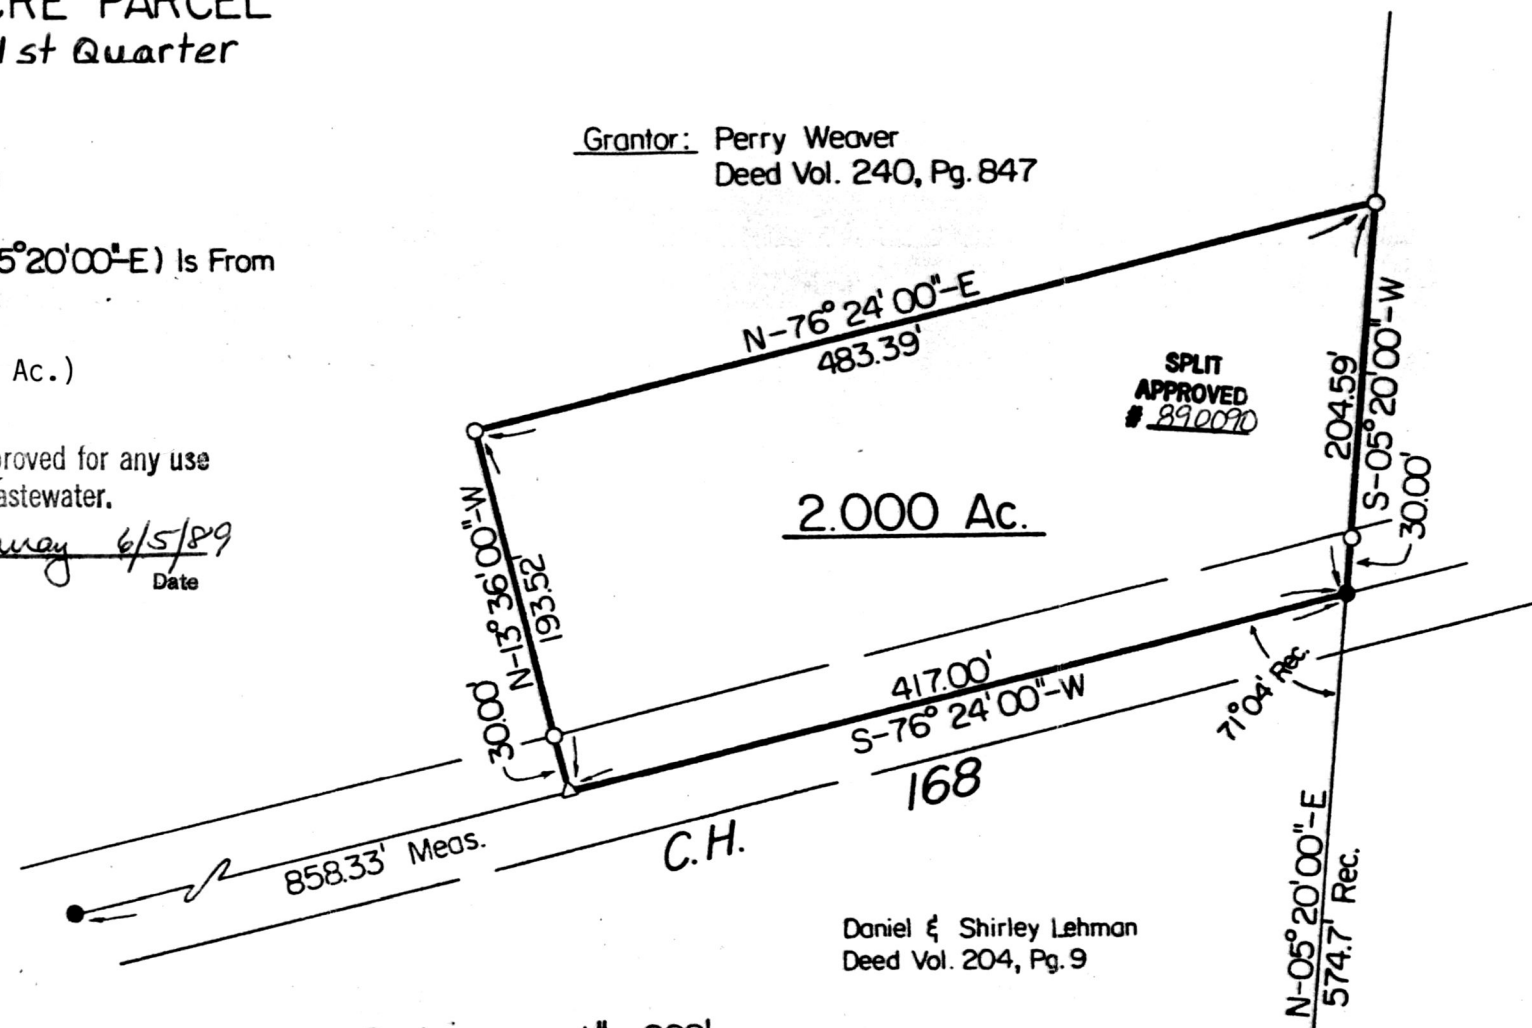 CRE PARCEL
1st Quarter
Grantor: Perry Weaver
Deed Vol. 240, Pg. 847
5°20'00"-E) Is From
Ac.)
roved for any use
astewater.
6/5/89
Date
N-76° 24' 00"-E
483.39'
SPLIT
APPROVED
# 890090
204.59'
S-05° 20' 00"-W
30.00'
2.000 Ac.
N-13° 36' 00"-W
193.52'
30.00'
417.00'
S-76° 24' 00"-W
71°04' Rec.
168
C.H.
858.33' Meas.
Daniel & Shirley Lehman
Deed Vol. 204, Pg. 9
N-05° 20' 00"-E
574.7' Rec.